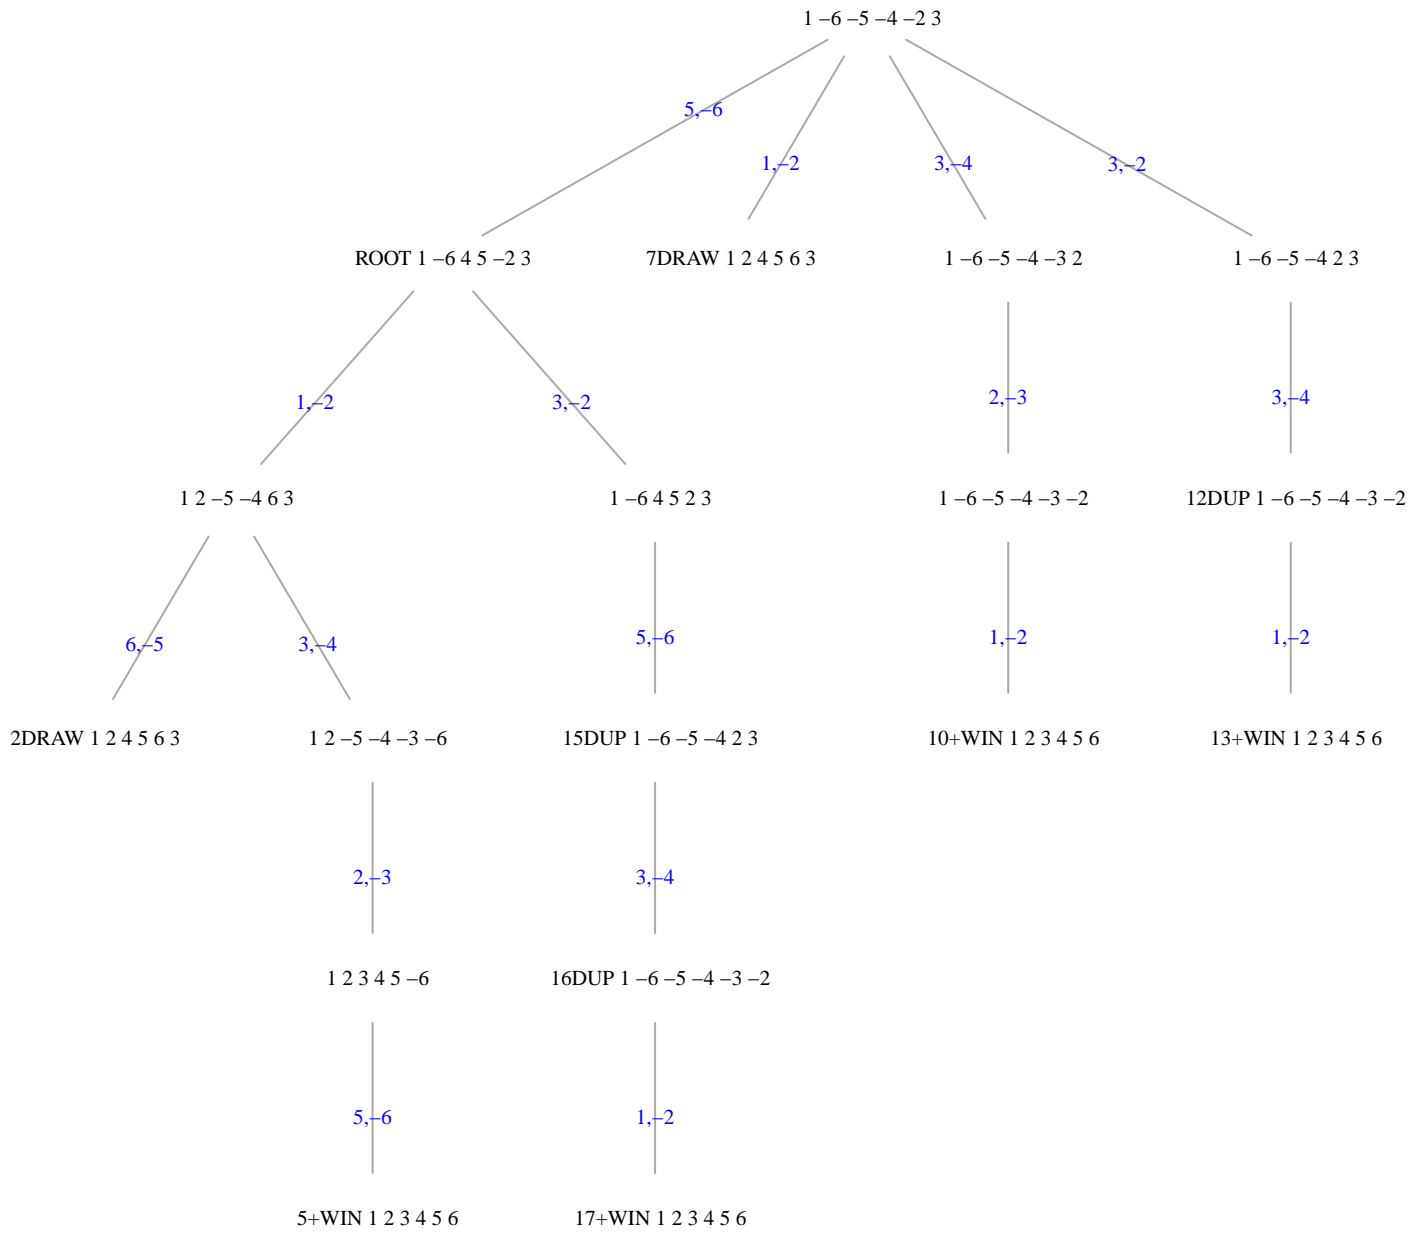 1 –6 –5 –4 –2 3
5,–6
1,–2
3,–4
3,–2
ROOT 1 –6 4 5 –2 3
7DRAW 1 2 4 5 6 3
1 –6 –5 –4 –3 2
1 –6 –5 –4 2 3
1,–2
3,–2
2,–3
3,–4
1 2 –5 –4 6 3
1 –6 4 5 2 3
1 –6 –5 –4 –3 –2
12DUP 1 –6 –5 –4 –3 –2
6,–5
3,–4
5,–6
1,–2
1,–2
2DRAW 1 2 4 5 6 3
1 2 –5 –4 –3 –6
15DUP 1 –6 –5 –4 2 3
10+WIN 1 2 3 4 5 6
13+WIN 1 2 3 4 5 6
2,–3
3,–4
1 2 3 4 5 –6
16DUP 1 –6 –5 –4 –3 –2
5,–6
1,–2
5+WIN 1 2 3 4 5 6
17+WIN 1 2 3 4 5 6